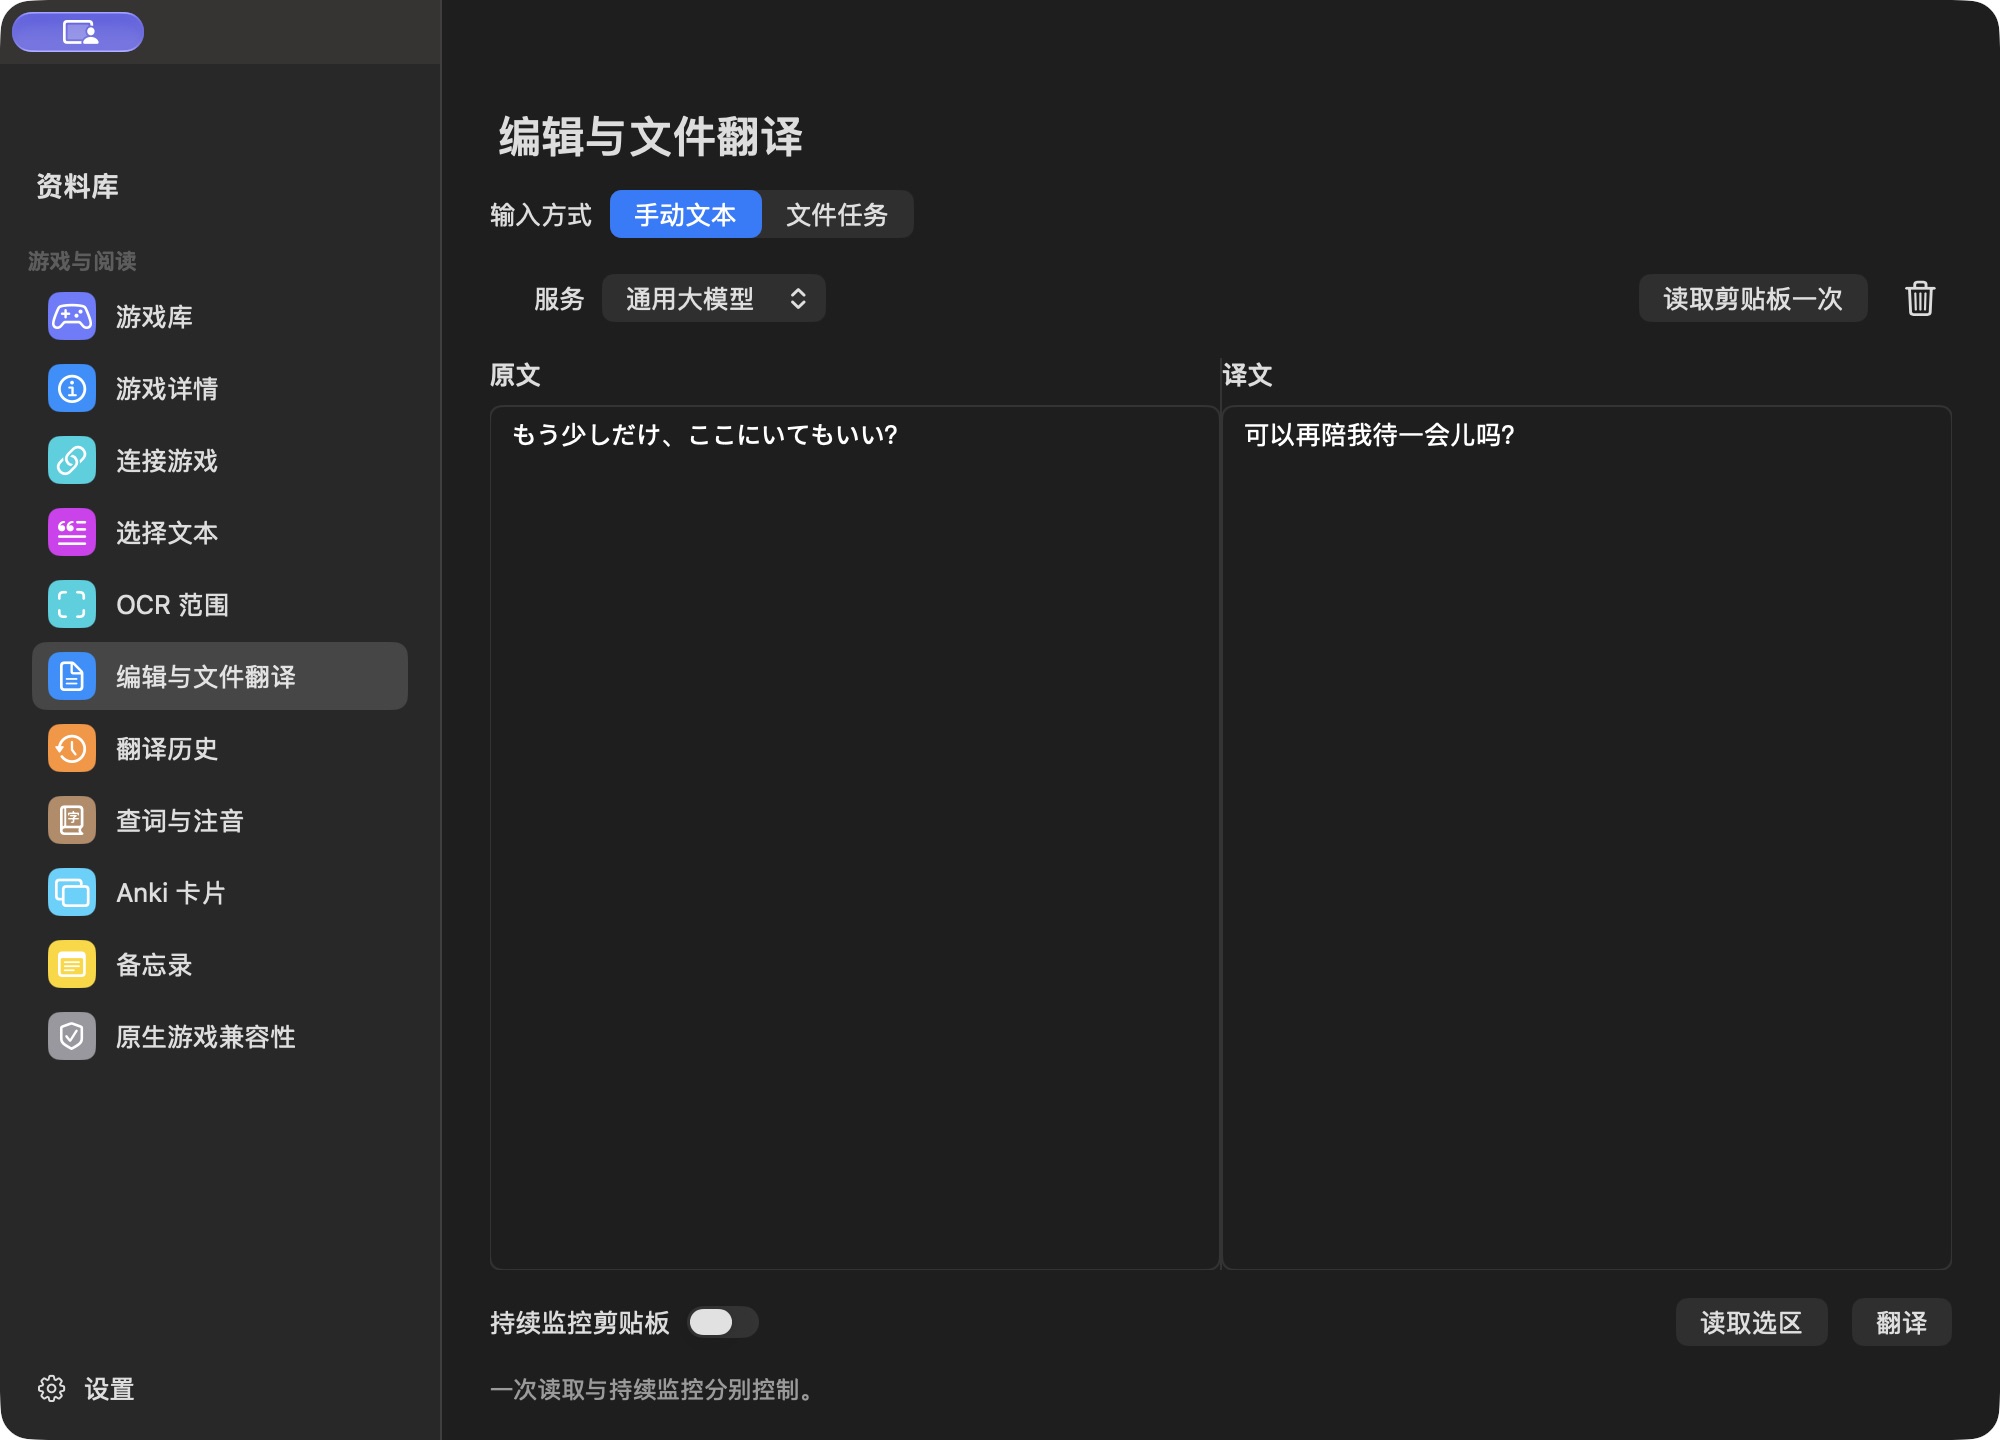 资料库
游戏与阅读
游戏库
游戏详情
连接游戏
选择文本
OCR 范围
编辑与文件翻译
翻译历史
查词与注音
Anki 卡片
备忘录
原生游戏兼容性
设置
编辑与文件翻译
输入方式 手动文本 文件任务
服务 通用大模型 读取剪贴板一次
原文 译文
もう少しだけ、ここにいてもいい? 可以再陪我待一会儿吗?
持续监控剪贴板 读取选区 翻译
一次读取与持续监控分别控制。